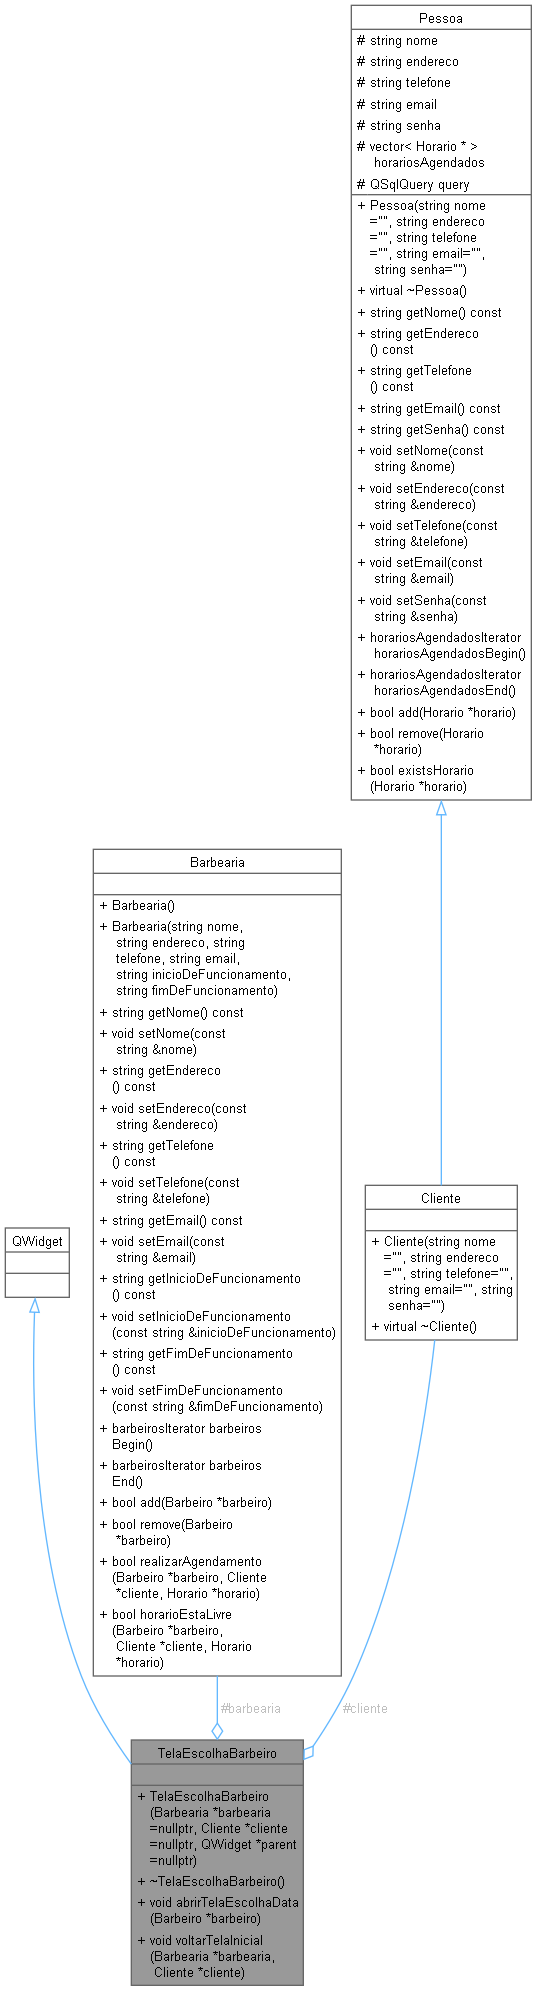 Pessoa
# string nome
# string endereco
# string telefone
# string email
# string senha
# vector< Horario * >
horariosAgendados
# QSqlQuery query
+ Pessoa(string nome
="", string endereco
="", string telefone
="", string email="",
string senha="")
+ virtual ~Pessoa()
+ string getNome() const
+ string getEndereco
() const
+ string getTelefone
() const
+ string getEmail() const
+ string getSenha() const
+ void setNome(const
string &nome)
+ void setEndereco(const
string &endereco)
+ void setTelefone(const
string &telefone)
+ void setEmail(const
string &email)
+ void setSenha(const
string &senha)
+ horariosAgendadosIterator
horariosAgendadosBegin()
+ horariosAgendadosIterator
horariosAgendadosEnd()
+ bool add(Horario *horario)
+ bool remove(Horario
*horario)
+ bool existsHorario
(Horario *horario)
Barbearia
+ Barbearia()
+ Barbearia(string nome,
string endereco, string
telefone, string email,
string inicioDeFuncionamento,
string fimDeFuncionamento)
+ string getNome() const
+ void setNome(const
string &nome)
+ string getEndereco
() const
+ void setEndereco(const
string &endereco)
+ string getTelefone
() const
+ void setTelefone(const
string &telefone)
+ string getEmail() const
+ void setEmail(const
string &email)
+ string getInicioDeFuncionamento
() const
+ void setInicioDeFuncionamento
(const string &inicioDeFuncionamento)
+ string getFimDeFuncionamento
() const
+ void setFimDeFuncionamento
(const string &fimDeFuncionamento)
+ barbeirosIterator barbeiros
Begin()
+ barbeirosIterator barbeiros
End()
+ bool add(Barbeiro *barbeiro)
+ bool remove(Barbeiro
*barbeiro)
+ bool realizarAgendamento
(Barbeiro *barbeiro, Cliente
*cliente, Horario *horario)
+ bool horarioEstaLivre
(Barbeiro *barbeiro,
Cliente *cliente, Horario
*horario)
Cliente
+ Cliente(string nome
="", string endereco
="", string telefone="",
string email="", string
senha="")
+ virtual ~Cliente()
QWidget
#barbearia
#cliente
TelaEscolhaBarbeiro
+ TelaEscolhaBarbeiro
(Barbearia *barbearia
=nullptr, Cliente *cliente
=nullptr, QWidget *parent
=nullptr)
+ ~TelaEscolhaBarbeiro()
+ void abrirTelaEscolhaData
(Barbeiro *barbeiro)
+ void voltarTelaInicial
(Barbearia *barbearia,
Cliente *cliente)